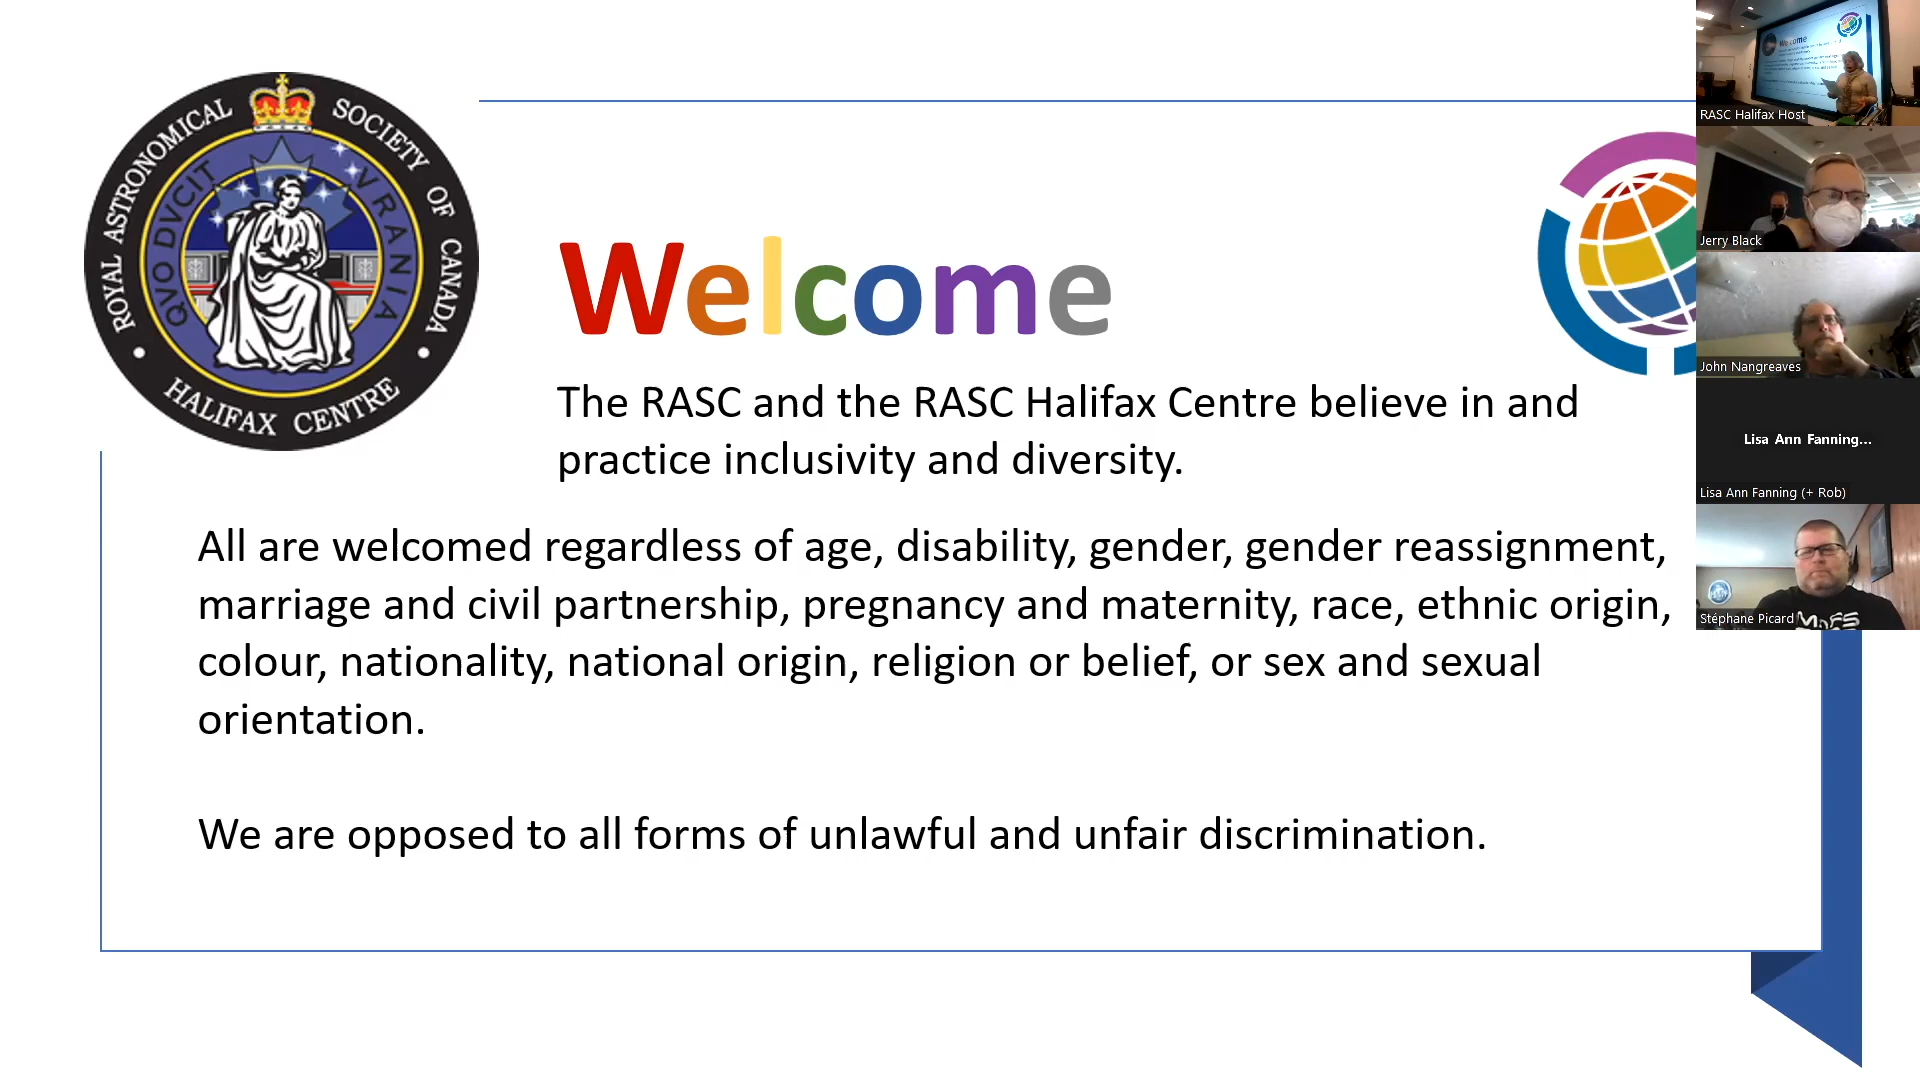 ROYAL ASTRONOMICAL SOCIETY OF CANADA
QVO DVCIT VRANIA
HALIFAX CENTRE
Welcome
The RASC and the RASC Halifax Centre believe in and
practice inclusivity and diversity.
All are welcomed regardless of age, disability, gender, gender reassignment,
marriage and civil partnership, pregnancy and maternity, race, ethnic origin,
colour, nationality, national origin, religion or belief, or sex and sexual
orientation.
We are opposed to all forms of unlawful and unfair discrimination.
Welcome
RASC Halifax Host
Jerry Black
John Nangreaves
Lisa Ann Fanning...
Lisa Ann Fanning (+ Rob)
Stéphane Picard